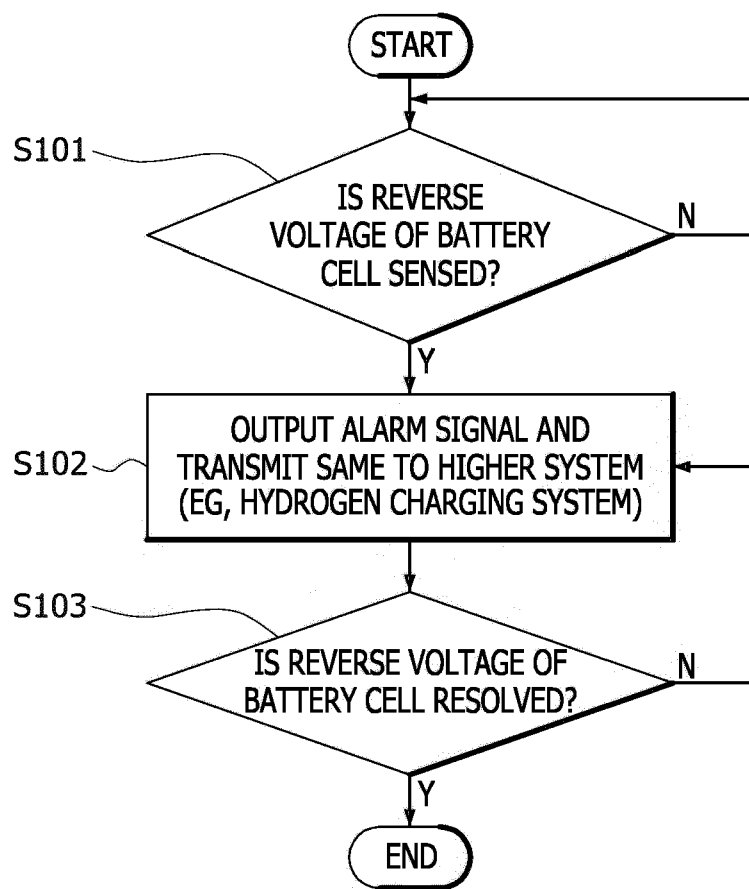 START
S101
IS REVERSE
VOLTAGE OF BATTERY
CELL SENSED?
N
Y
S102
OUTPUT ALARM SIGNAL AND
TRANSMIT SAME TO HIGHER SYSTEM
(EG, HYDROGEN CHARGING SYSTEM)
S103
IS REVERSE VOLTAGE OF
BATTERY CELL RESOLVED?
N
Y
END